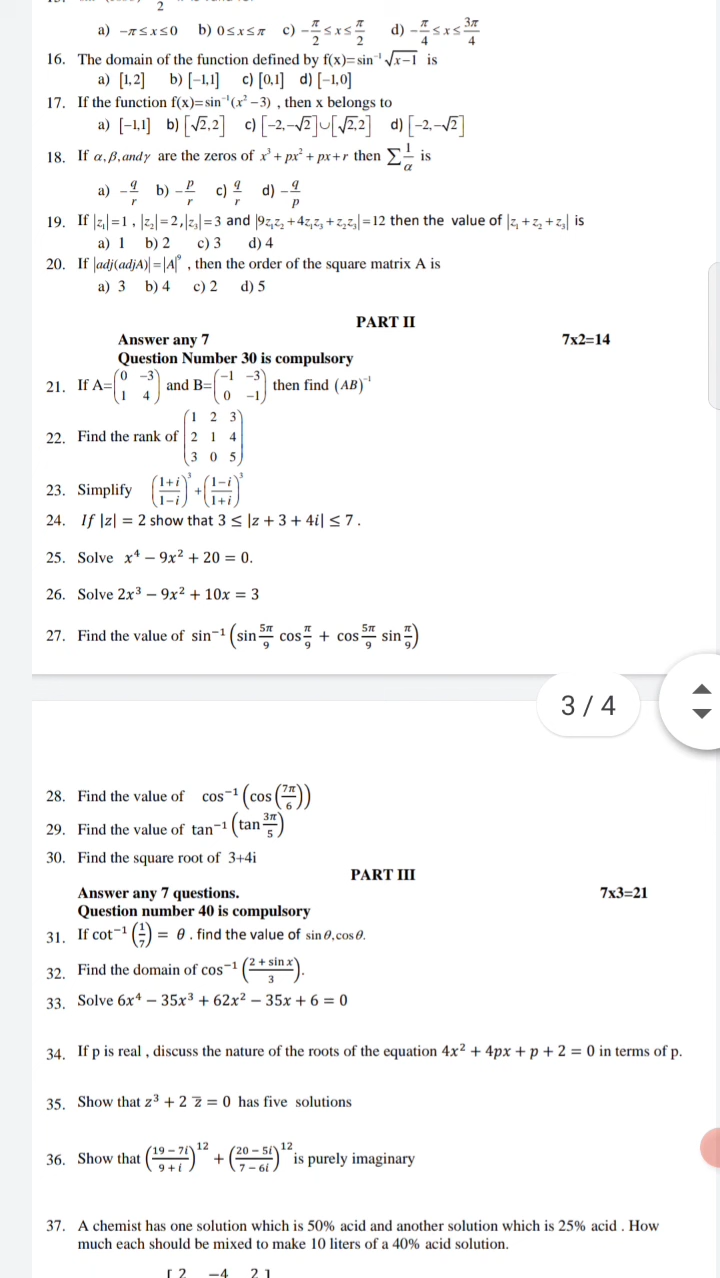 2
a) −π≤x≤0 b) 0≤x≤π c) −π/2≤x≤π/2 d) −π/4≤x≤3π/4
16. The domain of the function defined by f(x)=sin⁻¹√(x−1) is
a) [1,2] b) [−1,1] c) [0,1] d) [−1,0]
17. If the function f(x)=sin⁻¹(x²−3) , then x belongs to
a) [−1,1] b) [√2,2] c) [−2,−√2]∪[√2,2] d) [−2,−√2]
18. If α,β,andγ are the zeros of x³+px²+px+r then ∑1/α is
a) −q/r b) −p/r c) q/r d) −q/p
19. If |z₁|=1 , |z₂|=2,|z₃|=3 and |9z₁z₂+4z₁z₃+z₂z₃|=12 then the value of |z₁+z₂+z₃| is
a) 1 b) 2 c) 3 d) 4
20. If |adj(adjA)|=|A|⁹ , then the order of the square matrix A is
a) 3 b) 4 c) 2 d) 5
PART II
Answer any 7 7x2=14
Question Number 30 is compulsory
21. If A=(0 −3; 1 4) and B=(−1 −3; 0 −1) then find (AB)⁻¹
22. Find the rank of (1 2 3; 2 1 4; 3 0 5)
23. Simplify ((1+i)/(1−i))³+((1−i)/(1+i))³
24. If |z| = 2 show that 3 ≤ |z + 3 + 4i| ≤ 7 .
25. Solve x⁴ − 9x² + 20 = 0.
26. Solve 2x³ − 9x² + 10x = 3
27. Find the value of sin⁻¹(sin 5π/9 cos π/9 + cos 5π/9 sin π/9)
3 / 4
28. Find the value of cos⁻¹(cos(7π/6))
29. Find the value of tan⁻¹(tan 3π/5)
30. Find the square root of 3+4i
PART III
Answer any 7 questions. 7x3=21
Question number 40 is compulsory
31. If cot⁻¹(1/7) = θ . find the value of sin θ,cos θ.
32. Find the domain of cos⁻¹((2 + sin x)/3).
33. Solve 6x⁴ − 35x³ + 62x² − 35x + 6 = 0
34. If p is real , discuss the nature of the roots of the equation 4x² + 4px + p + 2 = 0 in terms of p.
35. Show that z³ + 2 z̄ = 0 has five solutions
36. Show that ((19 − 7i)/(9 + i))¹² + ((20 − 5i)/(7 − 6i))¹² is purely imaginary
37. A chemist has one solution which is 50% acid and another solution which is 25% acid . How
much each should be mixed to make 10 liters of a 40% acid solution.
[ 2 −4 2 ]